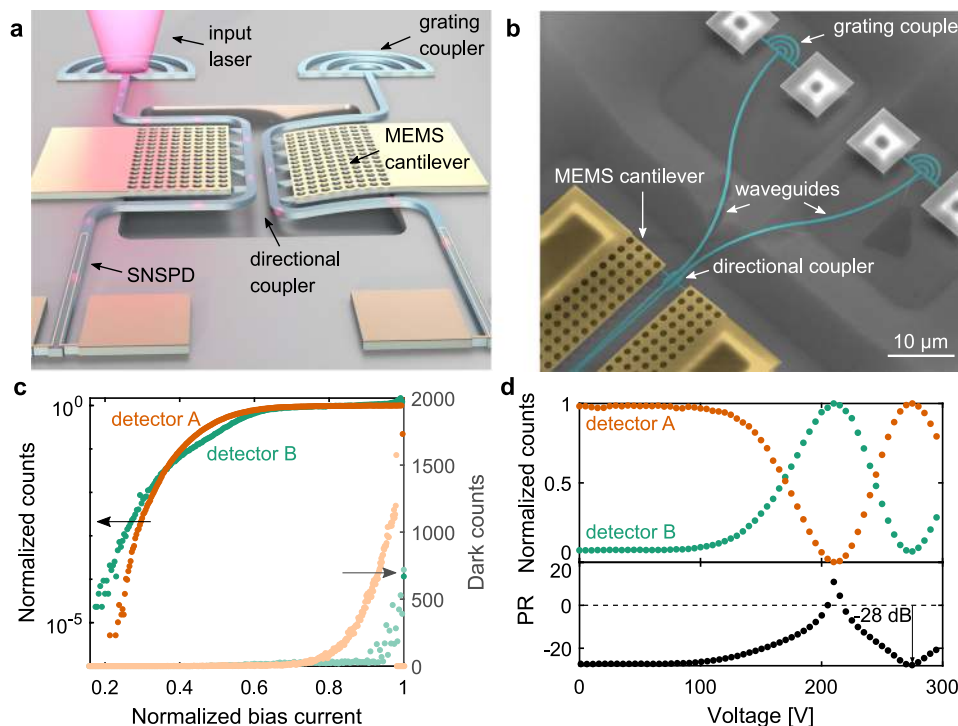 a
input
laser
grating
coupler
MEMS
cantilever
SNSPD
directional
coupler
b
grating couple
MEMS cantilever
waveguides
directional coupler
10 µm
c
10⁰
detector A
detector B
10⁻⁵
Normalized counts
2000
1500
1000
500
0
Dark counts
0.2 0.4 0.6 0.8 1
Normalized bias current
d
1
0.5
0
Normalized counts
detector A
detector B
20
0
-20
PR
-28 dB
0 100 200 300
Voltage [V]